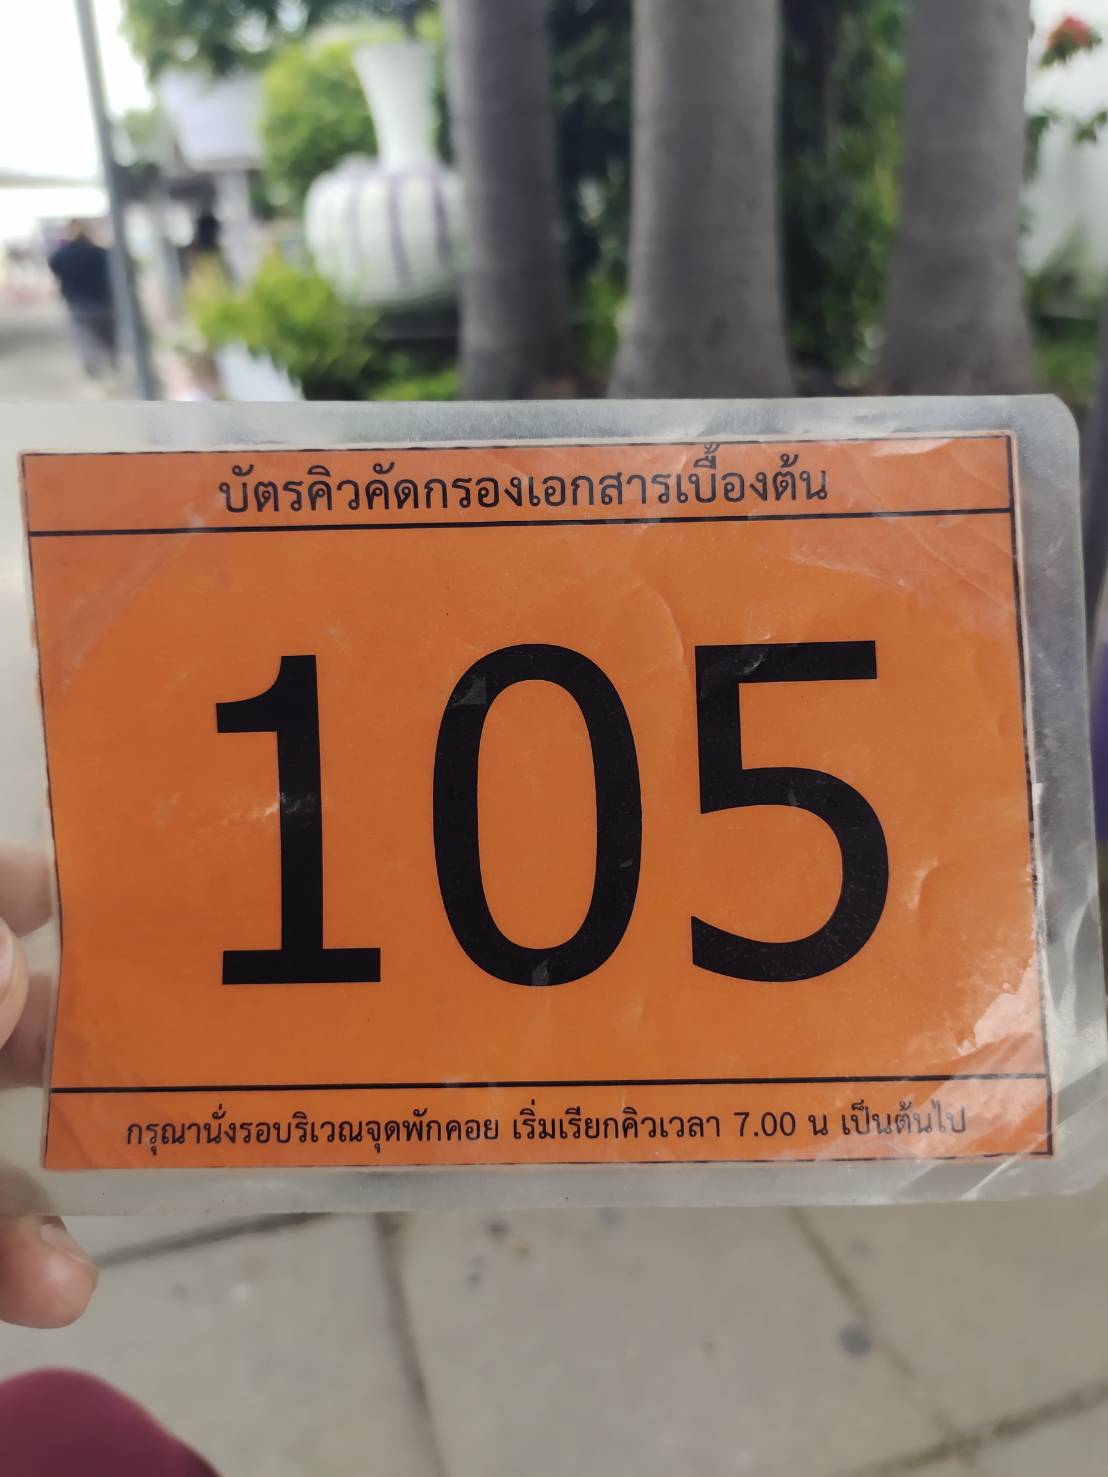 บัตรคิวคัดกรองเอกสารเบื้องต้น
105
กรุณานั่งรอบริเวณจุดพักคอย เริ่มเรียกคิวเวลา 7.00 น เป็นต้นไป